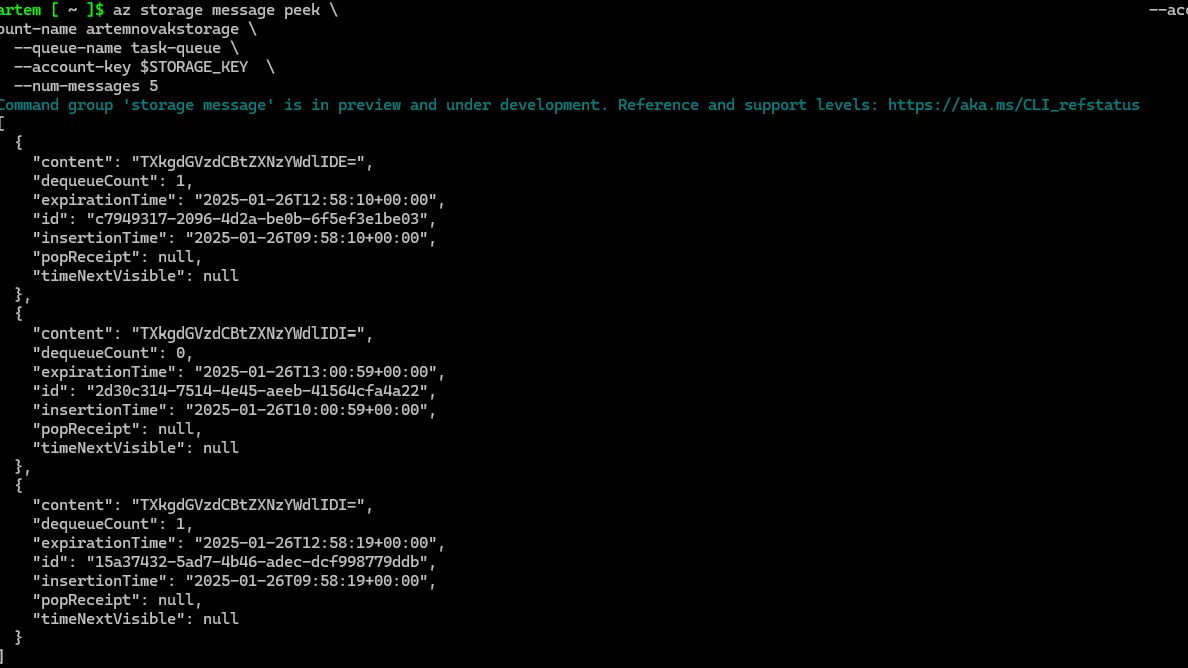 artem [ ~ ]$ az storage message peek \ --acc
ount-name artemnovakstorage \
  --queue-name task-queue \
  --account-key $STORAGE_KEY  \
  --num-messages 5
Command group 'storage message' is in preview and under development. Reference and support levels: https://aka.ms/CLI_refstatus
[
  {
    "content": "TXkgdGVzdCBtZXNzYWdlIDE=",
    "dequeueCount": 1,
    "expirationTime": "2025-01-26T12:58:10+00:00",
    "id": "c7949317-2096-4d2a-be0b-6f5ef3e1be03",
    "insertionTime": "2025-01-26T09:58:10+00:00",
    "popReceipt": null,
    "timeNextVisible": null
  },
  {
    "content": "TXkgdGVzdCBtZXNzYWdlIDI=",
    "dequeueCount": 0,
    "expirationTime": "2025-01-26T13:00:59+00:00",
    "id": "2d30c314-7514-4e45-aeeb-41564cfa4a22",
    "insertionTime": "2025-01-26T10:00:59+00:00",
    "popReceipt": null,
    "timeNextVisible": null
  },
  {
    "content": "TXkgdGVzdCBtZXNzYWdlIDI=",
    "dequeueCount": 1,
    "expirationTime": "2025-01-26T12:58:19+00:00",
    "id": "15a37432-5ad7-4b46-adec-dcf998779ddb",
    "insertionTime": "2025-01-26T09:58:19+00:00",
    "popReceipt": null,
    "timeNextVisible": null
  }
]